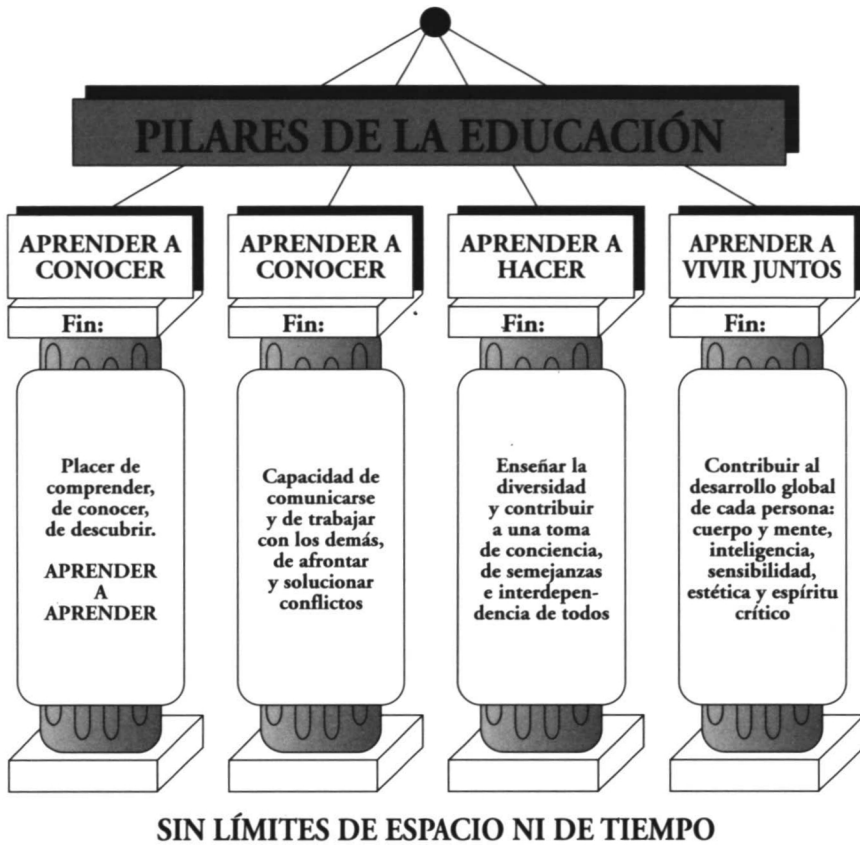 PILARES DE LA EDUCACIÓN
APRENDER A
CONOCER
Fin:
Placer de
comprender,
de conocer,
de descubrir.
APRENDER
A
APRENDER
APRENDER A
CONOCER
Fin:
Capacidad de
comunicarse
y de trabajar
con los demás,
de afrontar
y solucionar
conflictos
APRENDER A
HACER
Fin:
Enseñar la
diversidad
y contribuir
a una toma
de conciencia,
de semejanzas
e interdepen-
dencia de todos
APRENDER A
VIVIR JUNTOS
Fin:
Contribuir al
desarrollo global
de cada persona:
cuerpo y mente,
inteligencia,
sensibilidad,
estética y espíritu
crítico
SIN LÍMITES DE ESPACIO NI DE TIEMPO